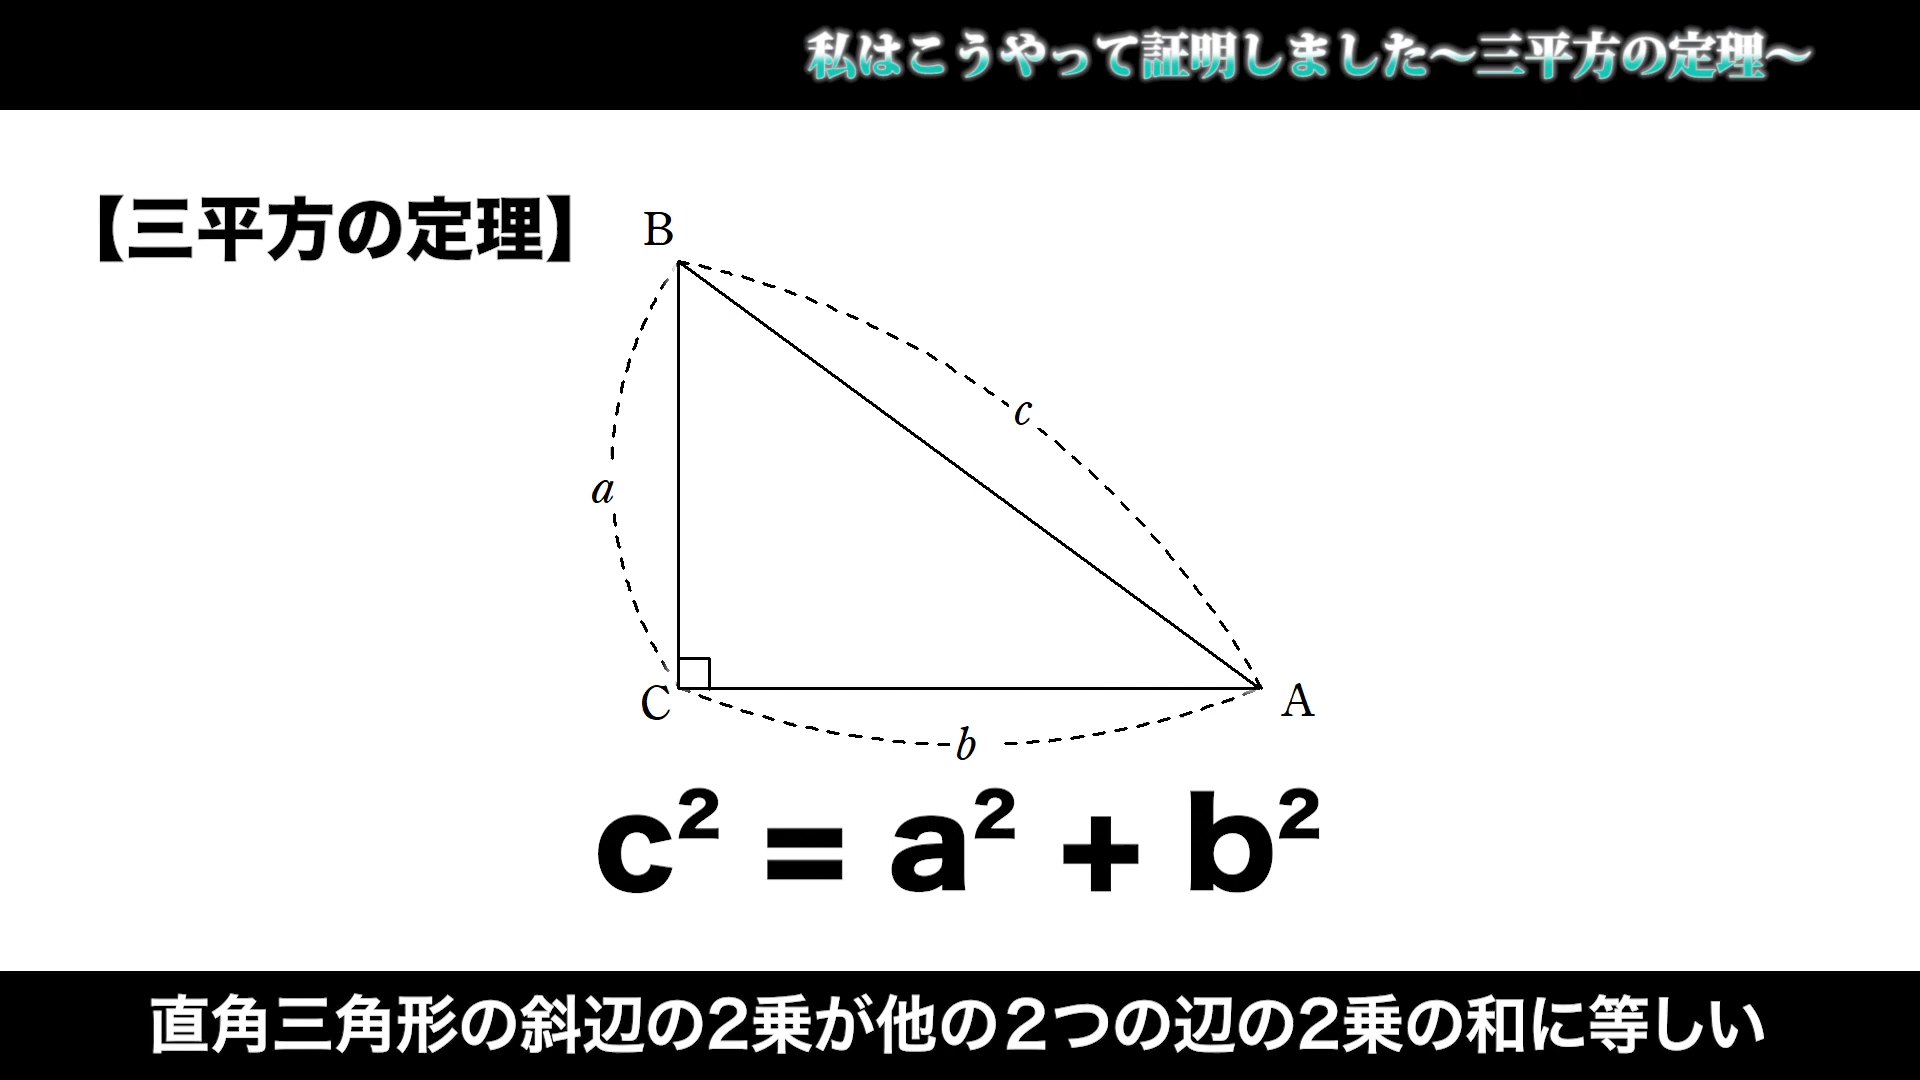 私はこうやって証明しました～三平方の定理～
【三平方の定理】
B
c
a
C
A
b
c² = a² + b²
直角三角形の斜辺の2乗が他の2つの辺の2乗の和に等しい